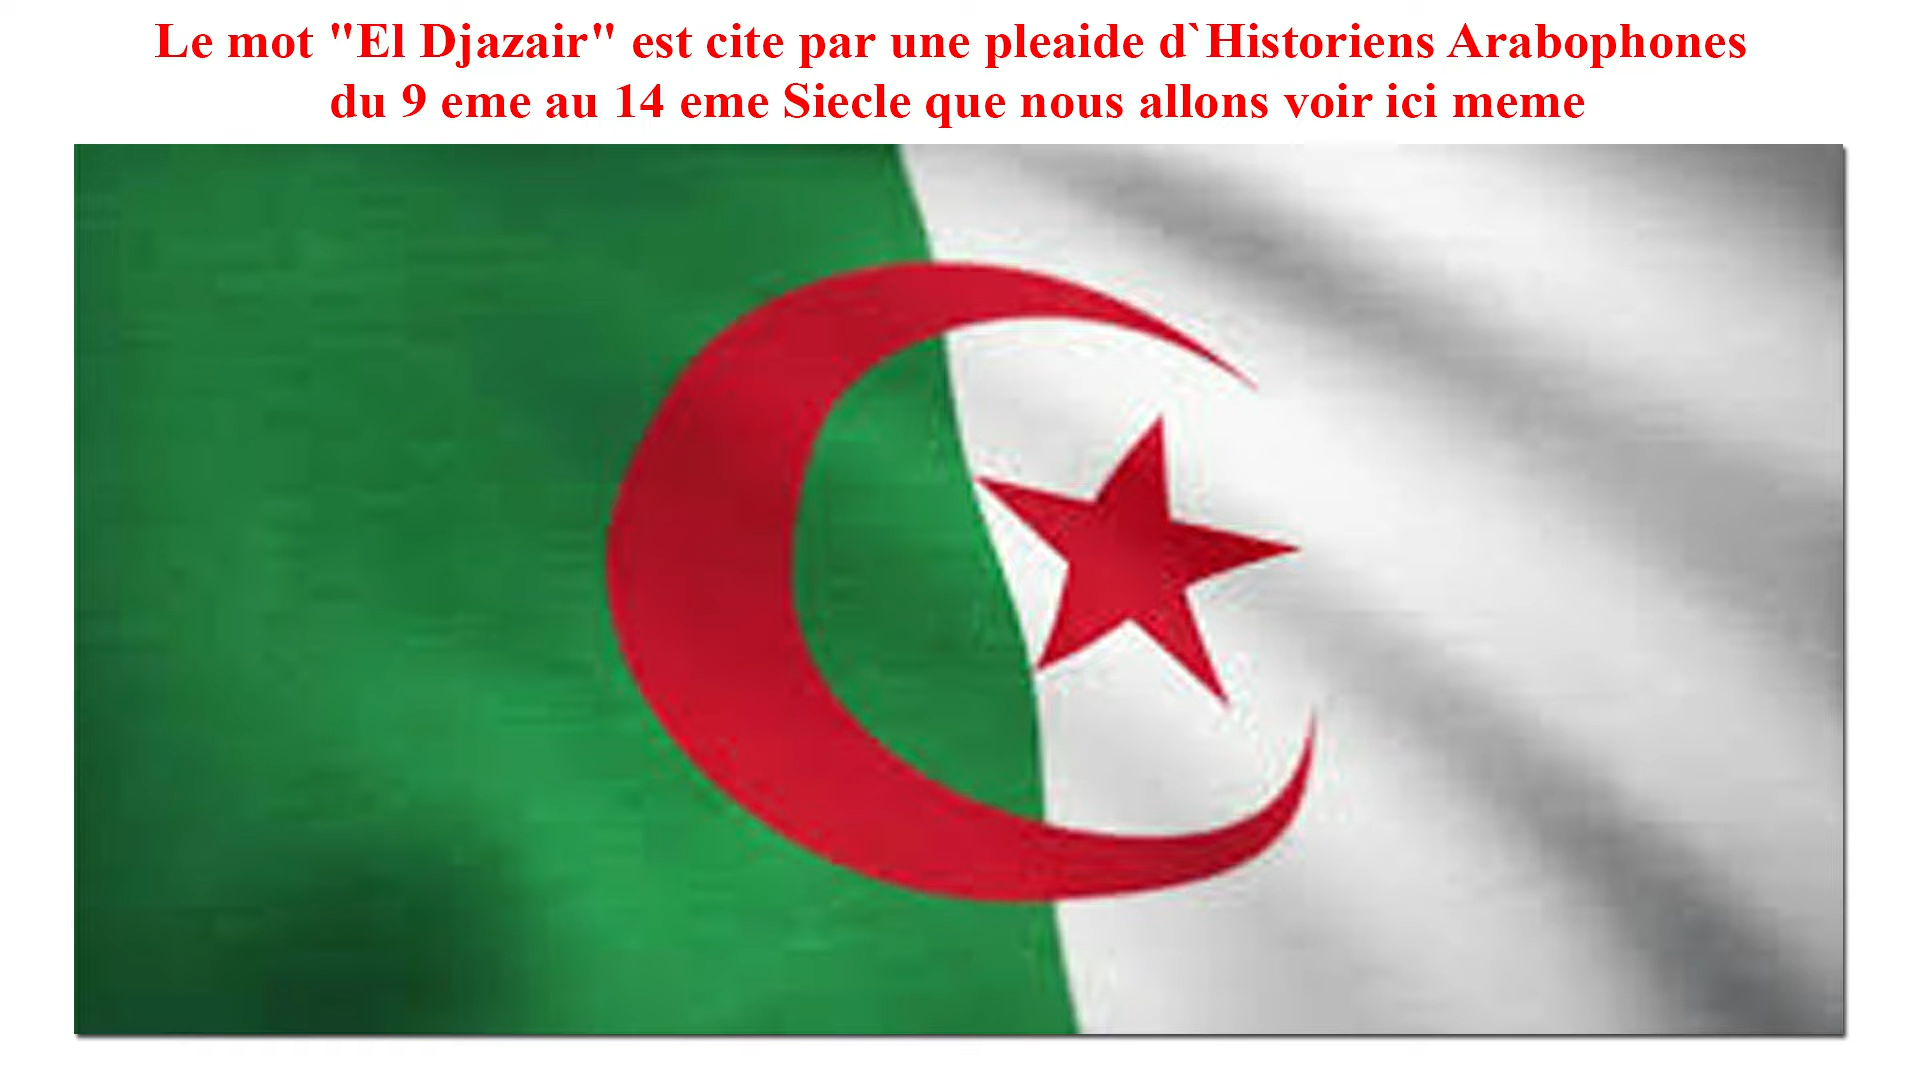 Le mot "El Djazair" est cite par une pleaide d`Historiens Arabophones
du 9 eme au 14 eme Siecle que nous allons voir ici meme